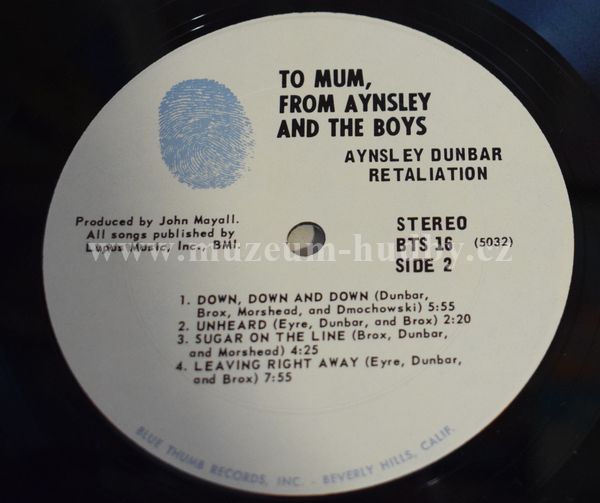 TO MUM,
FROM AYNSLEY
AND THE BOYS
AYNSLEY DUNBAR
RETALIATION
Produced by John Mayall.
All songs published by
Lupus Music, Inc., BMI.
STEREO
BTS 16 (5032)
SIDE 2
www.muzeum-hudby.cz
1. DOWN, DOWN AND DOWN (Dunbar,
Brox, Morshead, and Dmochowski) 5:55
2. UNHEARD (Eyre, Dunbar, and Brox) 2:20
3. SUGAR ON THE LINE (Brox, Dunbar,
and Morshead) 4:25
4. LEAVING RIGHT AWAY (Eyre, Dunbar,
and Brox) 7:55
BLUE THUMB RECORDS, INC. - BEVERLY HILLS, CALIF.